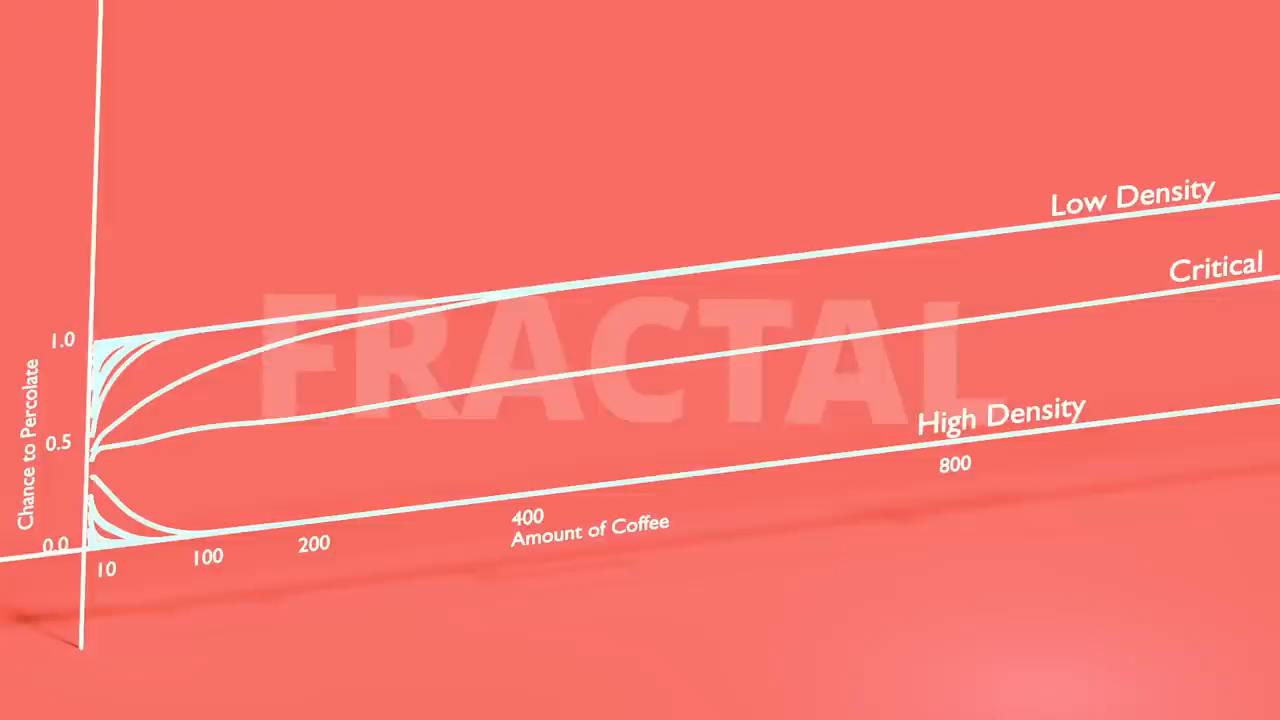 Low Density
Critical
FRACTAL
1.0
High Density
Chance to Percolate
0.5
800
400
Amount of Coffee
0.0
200
100
10